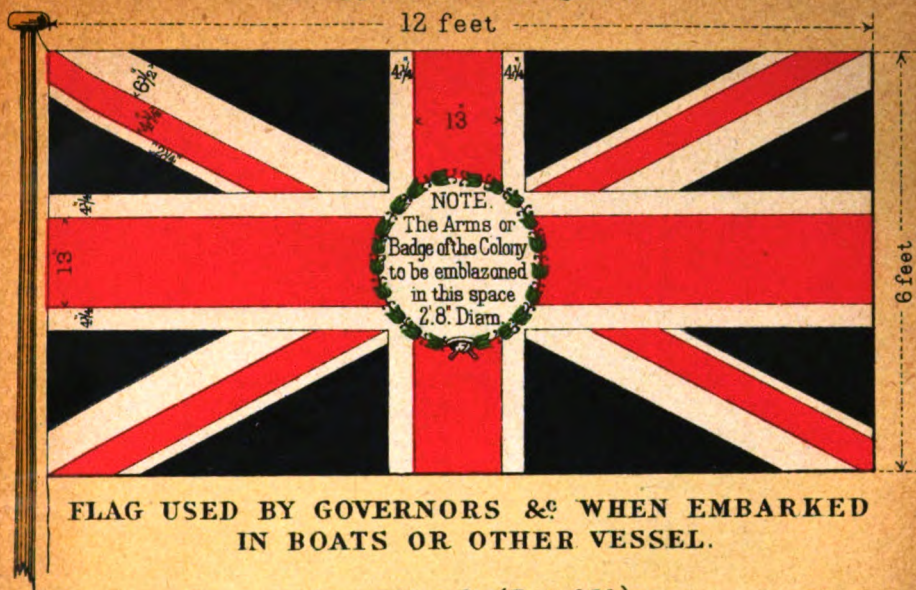 12 feet
4¼"
4¼"
6½"
13"
4¼"
2¼"
4¼"
NOTE.
The Arms or
Badge of the Colony
to be emblazoned
in this space
2'.8". Diam.
13"
6 feet
4¼"
FLAG USED BY GOVERNORS &c. WHEN EMBARKED
IN BOATS OR OTHER VESSEL.